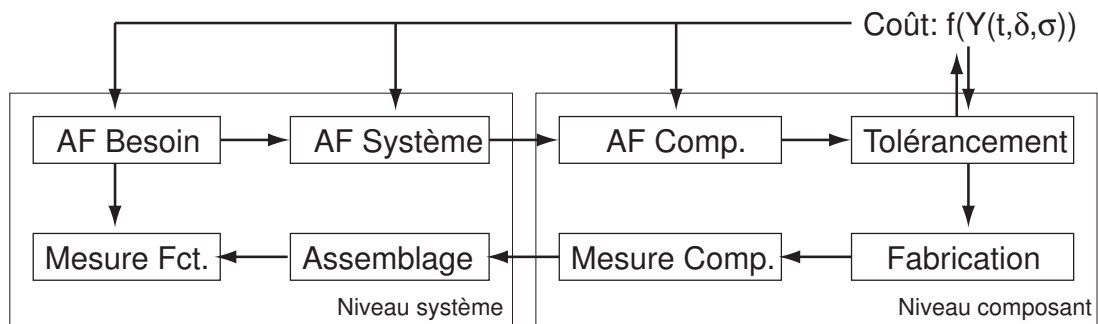 Coût: f(Y(t,δ,σ))
AF Besoin
AF Système
AF Comp.
Tolérancement
Mesure Fct.
Assemblage
Mesure Comp.
Fabrication
Niveau système
Niveau composant